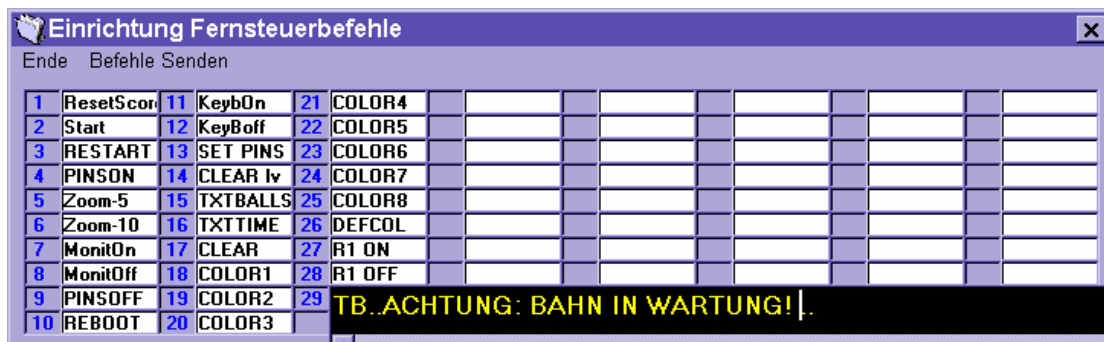 Einrichtung Fernsteuerbefehle
Ende Befehle Senden
1 ResetScor 11 KeybOn 21 COLOR4
2 Start 12 KeyBoff 22 COLOR5
3 RESTART 13 SET PINS 23 COLOR6
4 PINSON 14 CLEAR lv 24 COLOR7
5 Zoom-5 15 TXTBALLS 25 COLOR8
6 Zoom-10 16 TXTTIME 26 DEFCOL
7 MonitOn 17 CLEAR 27 R1 ON
8 MonitOff 18 COLOR1 28 R1 OFF
9 PINSOFF 19 COLOR2 29 TB..ACHTUNG: BAHN IN WARTUNG! ..
10 REBOOT 20 COLOR3